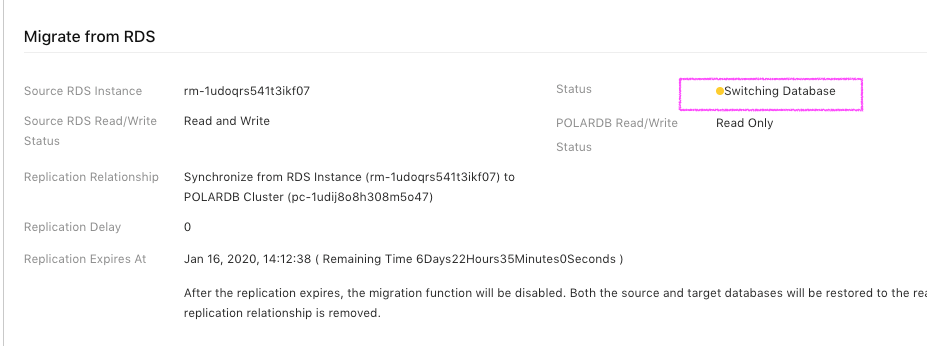 Migrate from RDS
Source RDS Instance rm-1udoqrs541t3ikf07 Status Switching Database
Source RDS Read/Write Read and Write POLARDB Read/Write Read Only
Status Status
Replication Relationship Synchronize from RDS Instance (rm-1udoqrs541t3ikf07) to
POLARDB Cluster (pc-1udij8o8h308m5o47)
Replication Delay 0
Replication Expires At Jan 16, 2020, 14:12:38 ( Remaining Time 6Days22Hours35Minutes0Seconds )
After the replication expires, the migration function will be disabled. Both the source and target databases will be restored to the rea
replication relationship is removed.